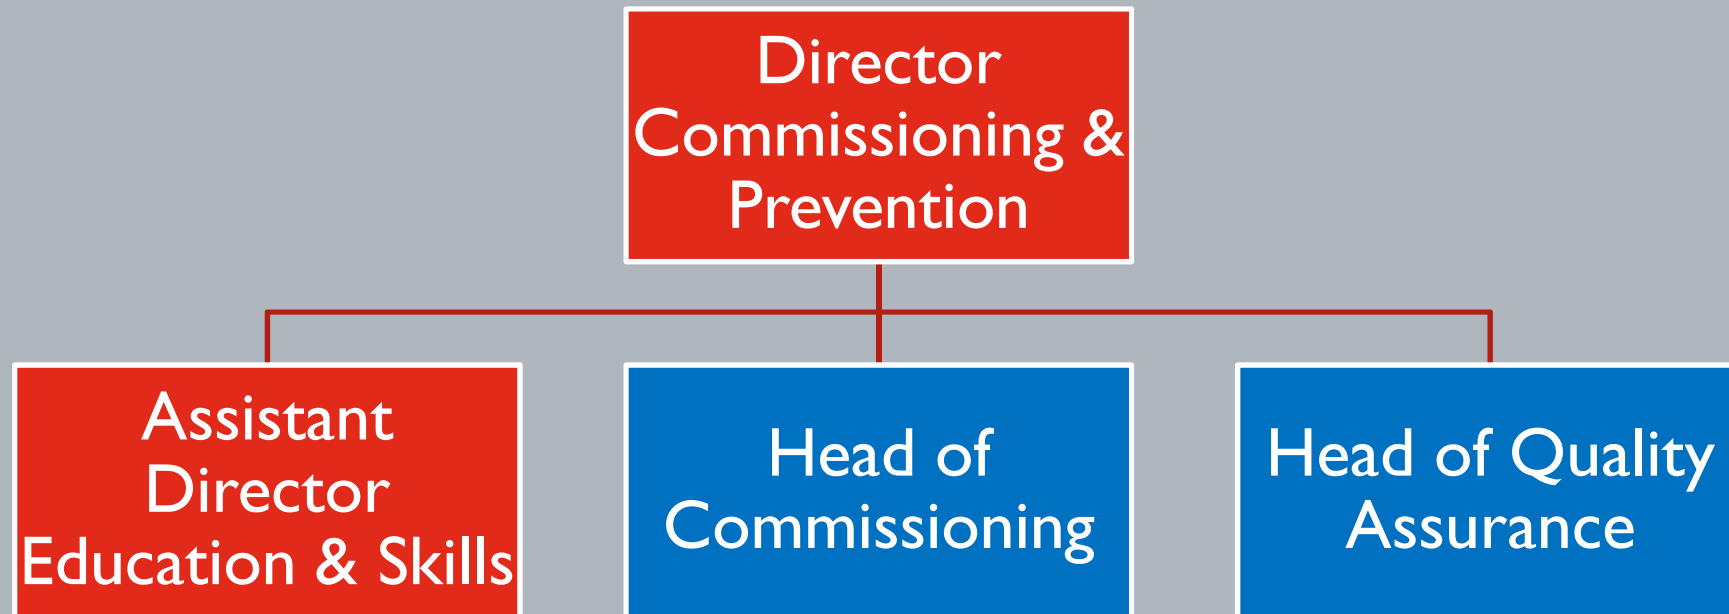 Director
Commissioning &
Prevention
Assistant
Director
Education & Skills
Head of
Commissioning
Head of Quality
Assurance